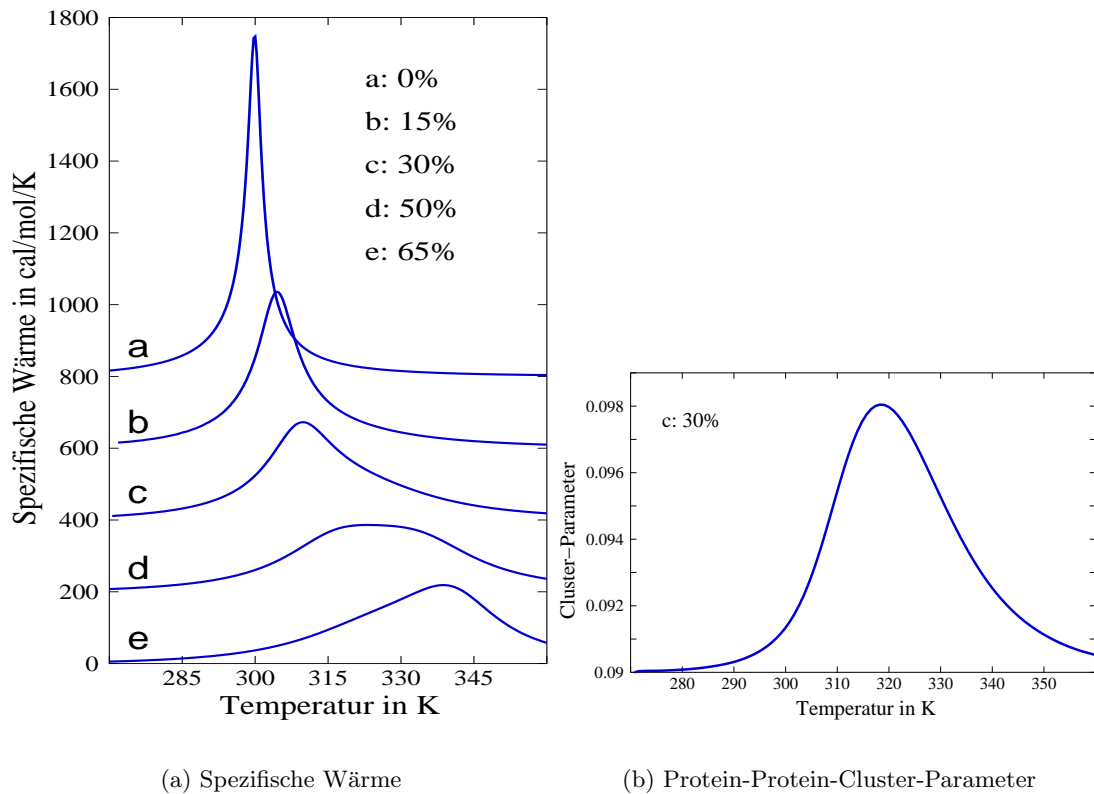 Spezifische Wärme in cal/mol/K
1800
1600
1400
1200
1000
800
600
400
200
0
a: 0%
b: 15%
c: 30%
d: 50%
e: 65%
a
b
c
d
e
285
300
315
330
345
Temperatur in K
(a) Spezifische Wärme
Cluster–Parameter
0.098
0.096
0.094
0.092
0.09
c: 30%
280
290
300
310
320
330
340
350
Temperatur in K
(b) Protein-Protein-Cluster-Parameter